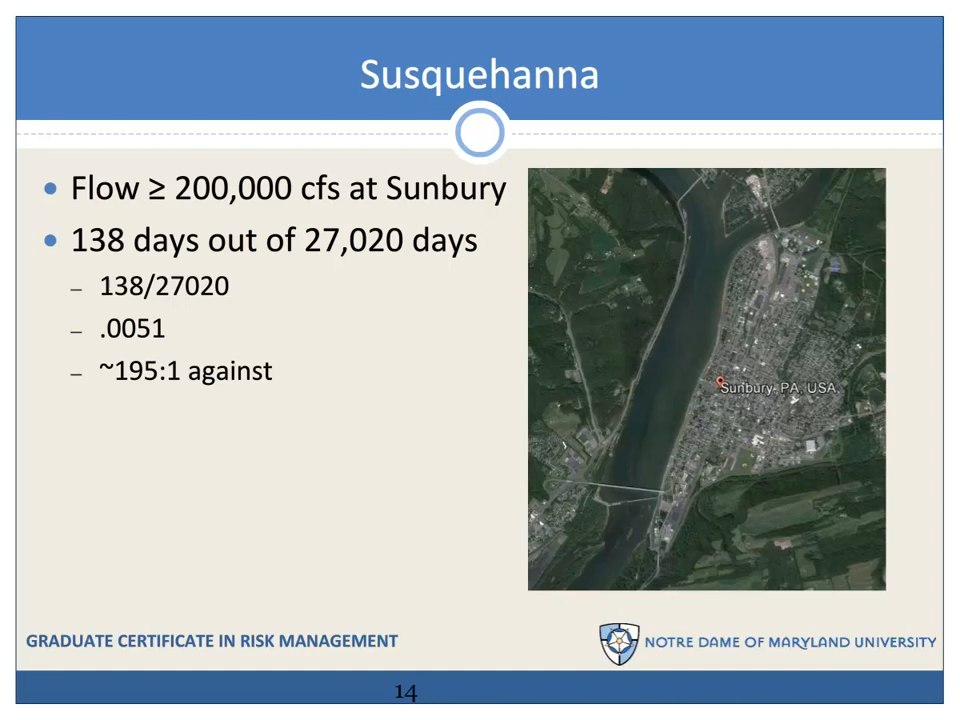 Susquehanna
• Flow ≥ 200,000 cfs at Sunbury
• 138 days out of 27,020 days
– 138/27020
– .0051
– ~195:1 against
Sunbury, PA, USA
GRADUATE CERTIFICATE IN RISK MANAGEMENT
NOTRE DAME OF MARYLAND UNIVERSITY
14